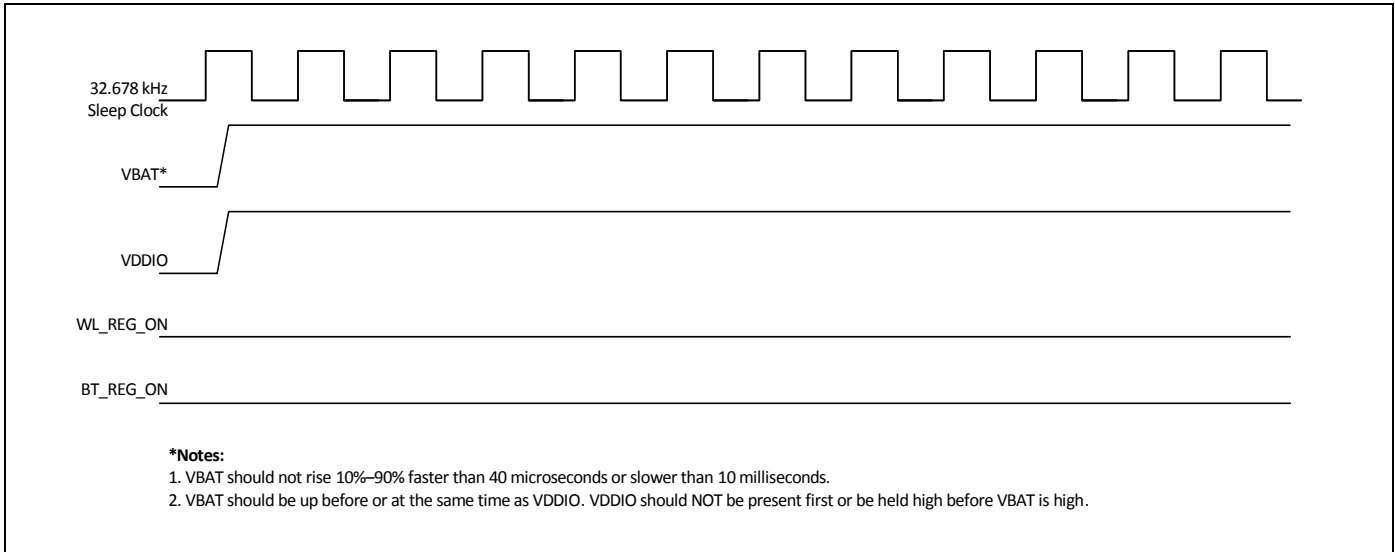 32.678 kHz
Sleep Clock
VBAT*
VDDIO
WL_REG_ON
BT_REG_ON
*Notes:
1. VBAT should not rise 10%–90% faster than 40 microseconds or slower than 10 milliseconds.
2. VBAT should be up before or at the same time as VDDIO. VDDIO should NOT be present first or be held high before VBAT is high.